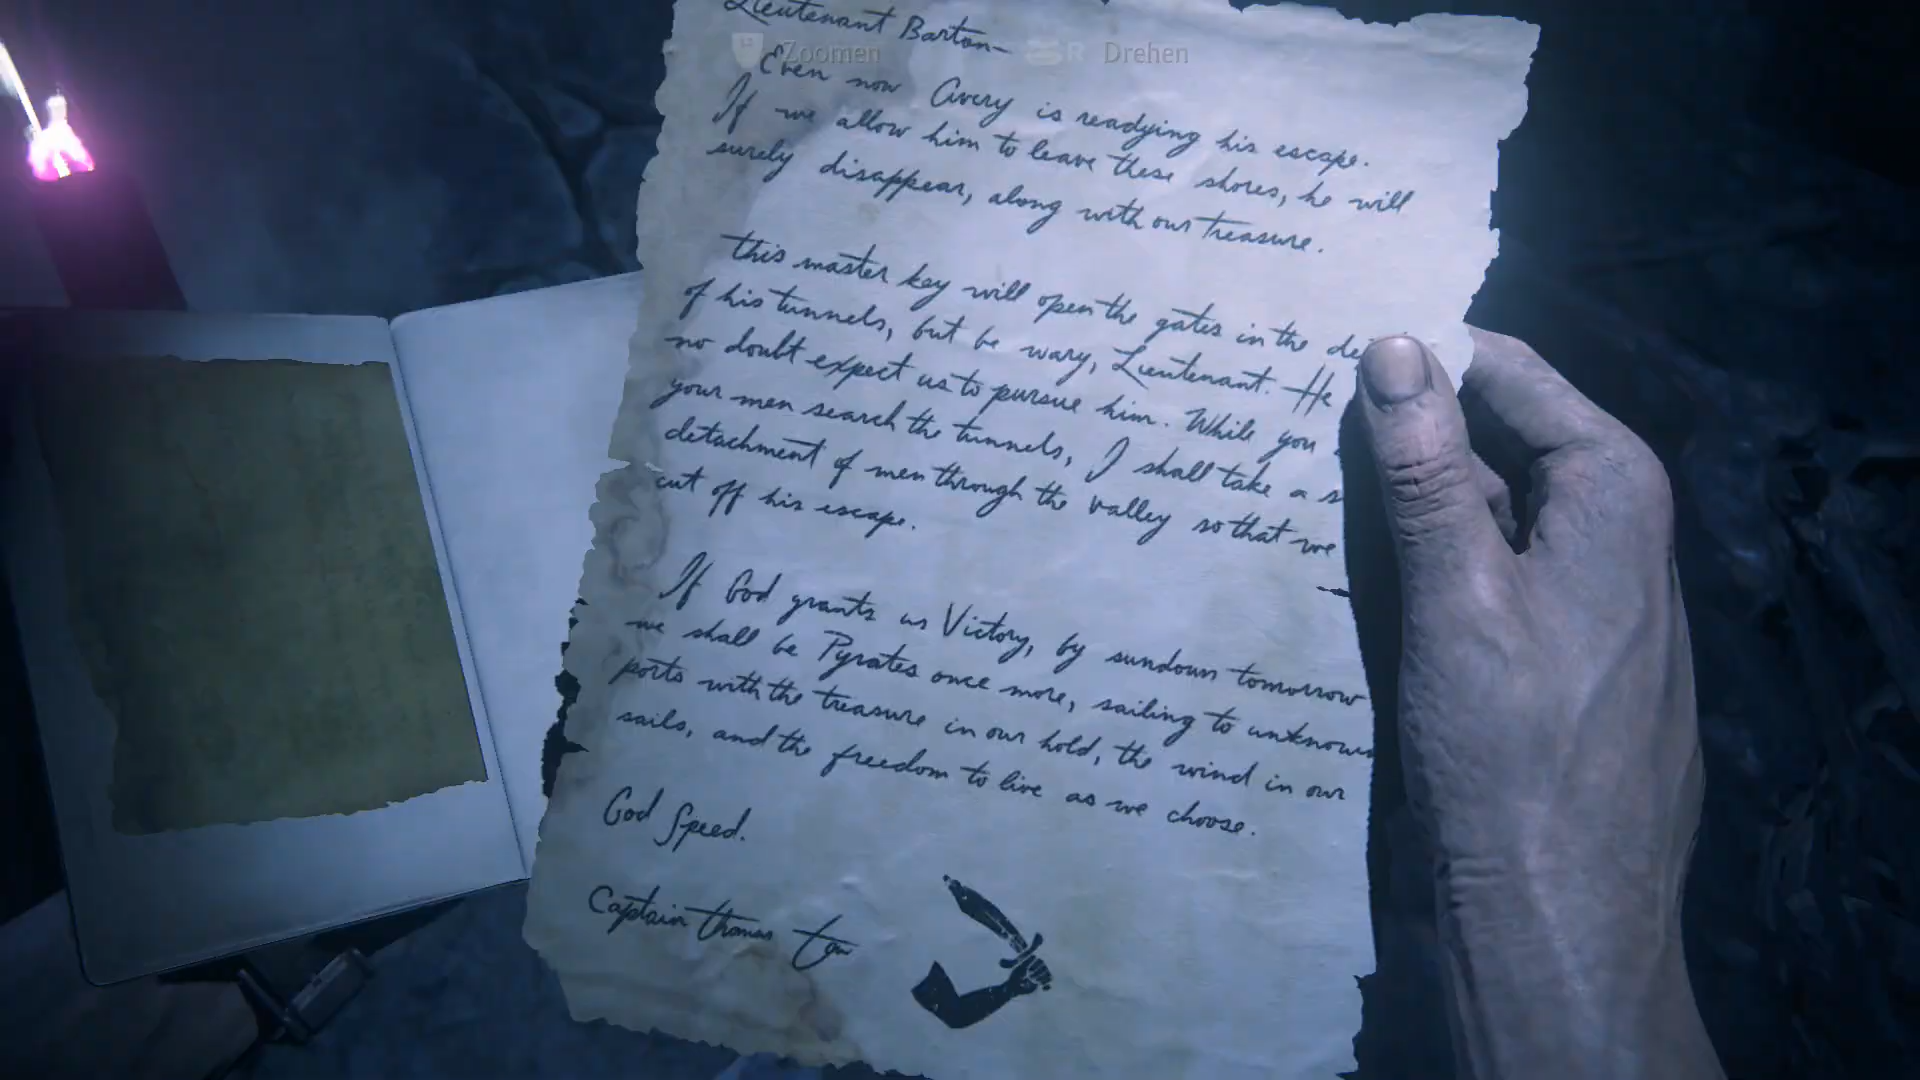 Lieutenant Barton-
Zoomen R Drehen
Even now Avery is readying his escape.
If we allow him to leave these shores, he will
surely disappear, along with our treasure.
This master key will open the gates in the
of his tunnels, but be wary, Lieutenant. He
no doubt expect us to pursue him. While you
your men search the tunnels, I shall take a
detachment of men through the valley so that we
cut off his escape.
If God grants us Victory, by sundown tomorrow
we shall be Pyrates once more, sailing to unknown
ports with the treasure in our hold, the wind in our
sails, and the freedom to live as we choose.
God Speed.
Captain Thomas Tew